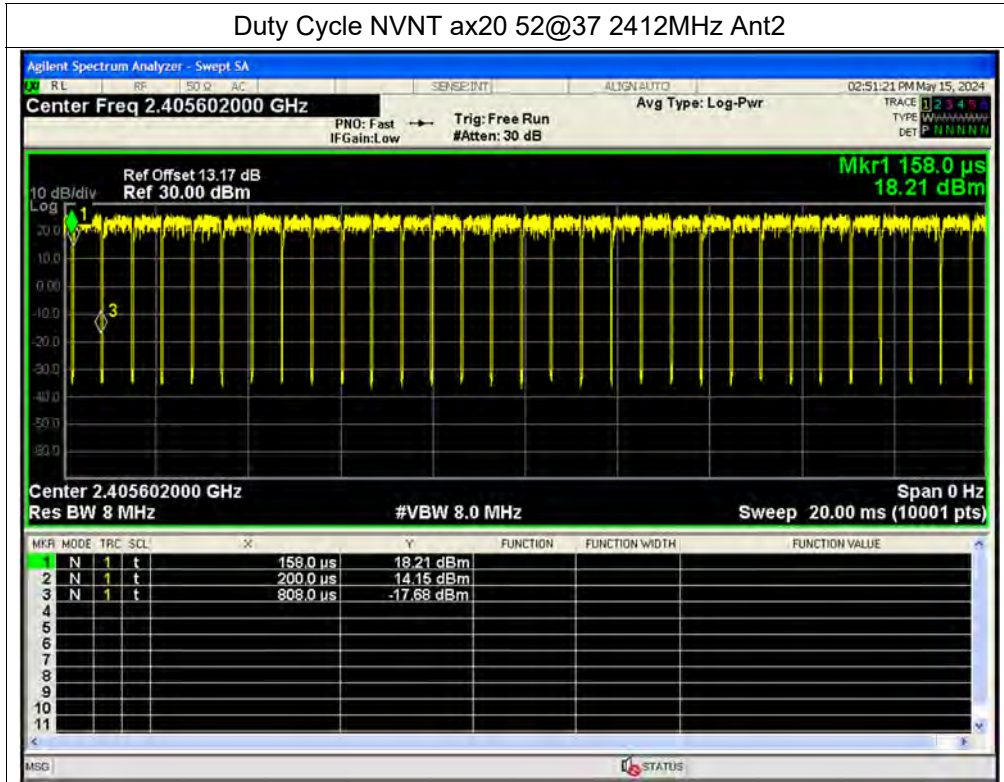 Duty Cycle NVNT ax20 52@37 2412MHz Ant2
Agilent Spectrum Analyzer - Swept SA
RL RF 50 Ω AC SENSE:INT ALIGN AUTO 02:51:21 PM May 15, 2024
Center Freq 2.405602000 GHz Avg Type: Log-Pwr TRACE 1 2 3 4 5 6
PNO: Fast Trig: Free Run TYPE W
IFGain:Low #Atten: 30 dB DET P N N N N N
Mkr1 158.0 µs
18.21 dBm
Ref Offset 13.17 dB
10 dB/div Ref 30.00 dBm
Log
1
20.0
10.0
0.00
-10.0
3
-20.0
-30.0
-40.0
-50.0
-60.0
Center 2.405602000 GHz Span 0 Hz
Res BW 8 MHz #VBW 8.0 MHz Sweep 20.00 ms (10001 pts)
MKR MODE TRC SCL X Y FUNCTION FUNCTION WIDTH FUNCTION VALUE
1 N 1 t 158.0 µs 18.21 dBm
2 N 1 t 200.0 µs 14.15 dBm
3 N 1 t 808.0 µs -17.68 dBm
4
5
6
7
8
9
10
11
MSG STATUS